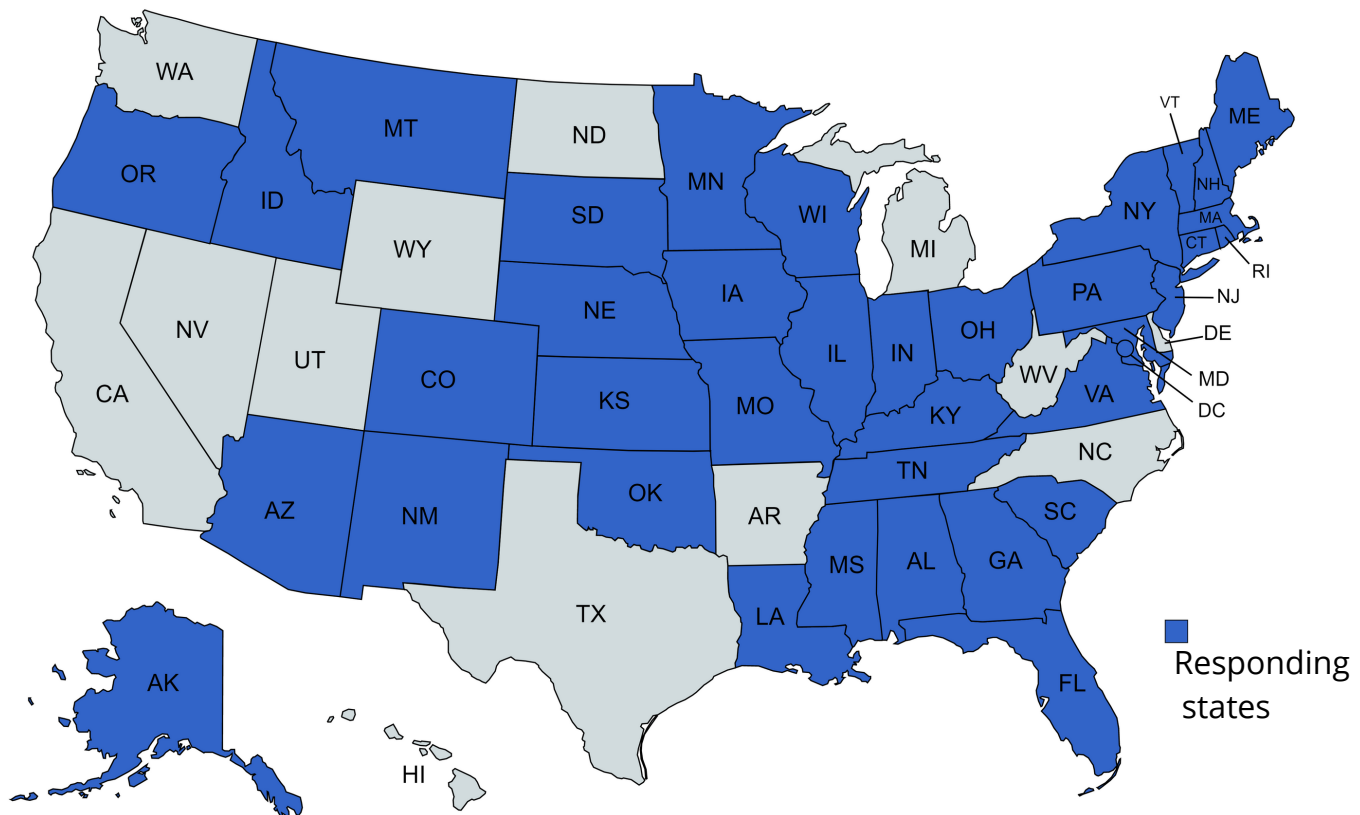 WA
MT
ND
MN
ME
VT
OR
ID
SD
WI
NH
NY
MA
CT
RI
WY
MI
NE
IA
PA
NJ
NV
UT
CO
IL
IN
OH
DE
CA
KS
MO
WV
MD
VA
DC
KY
NC
TN
AZ
NM
OK
AR
SC
MS
AL
GA
TX
LA
AK
FL
HI
Responding
states